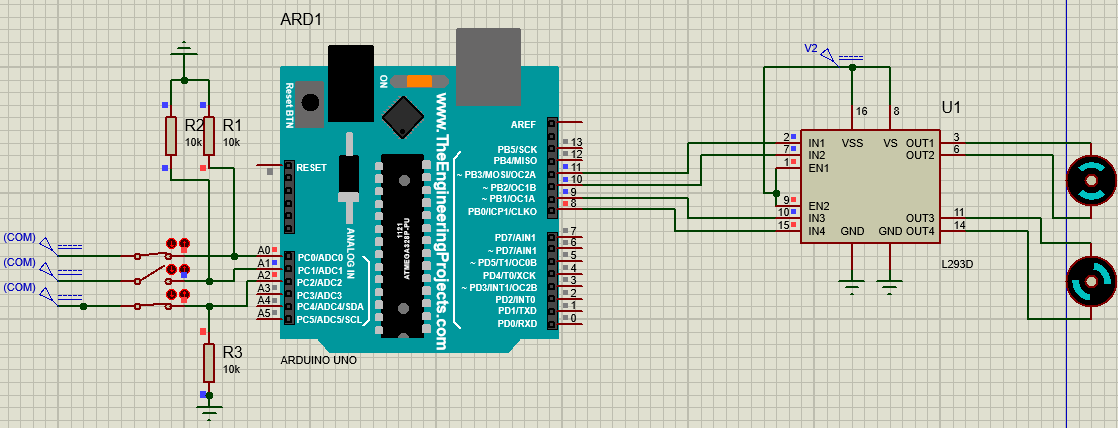 ARD1
ON
Reset BTN
www.TheEngineeringProjects.com
ANALOG IN
1121
ATMEGA328P-PU
RESET
AREF
PB5/SCK 13
PB4/MISO 12
~ PB3/MOSI/OC2A 11
~ PB2/OC1B 10
~ PB1/OC1A 9
PB0/ICP1/CLKO 8
PD7/AIN1 7
~ PD6/AIN0 6
~ PD5/T1/OC0B 5
PD4/T0/XCK 4
~ PD3/INT1/OC2B 3
PD2/INT0 2
PD1/TXD 1
PD0/RXD 0
A0 PC0/ADC0
A1 PC1/ADC1
A2 PC2/ADC2
A3 PC3/ADC3
A4 PC4/ADC4/SDA
A5 PC5/ADC5/SCL
ARDUINO UNO
R2
10k
R1
10k
(COM)
(COM)
(COM)
R3
10k
V2
U1
16
8
2 IN1
7 IN2
1 EN1
9 EN2
10 IN3
15 IN4
VSS
VS
OUT1 3
OUT2 6
OUT3 11
OUT4 14
GND
GND
L293D